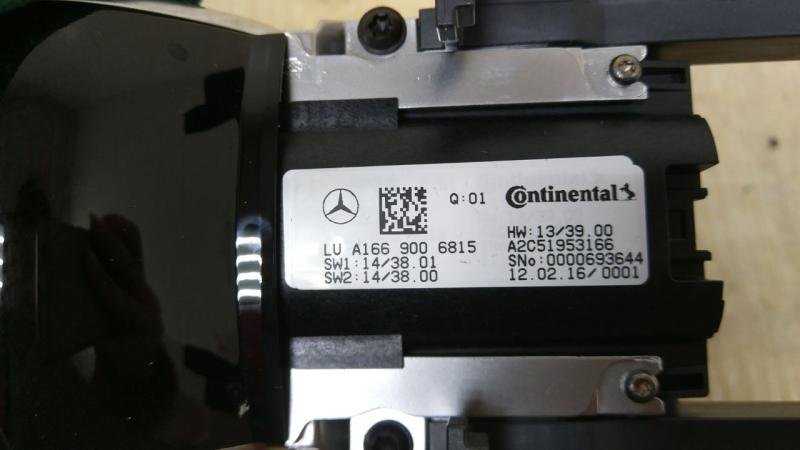 Q:01
Continental
LU A166 900 6815
SW1:14/38.01
SW2:14/38.00
HW:13/39.00
A2C51953166
SNo:0000693644
12.02.16/0001